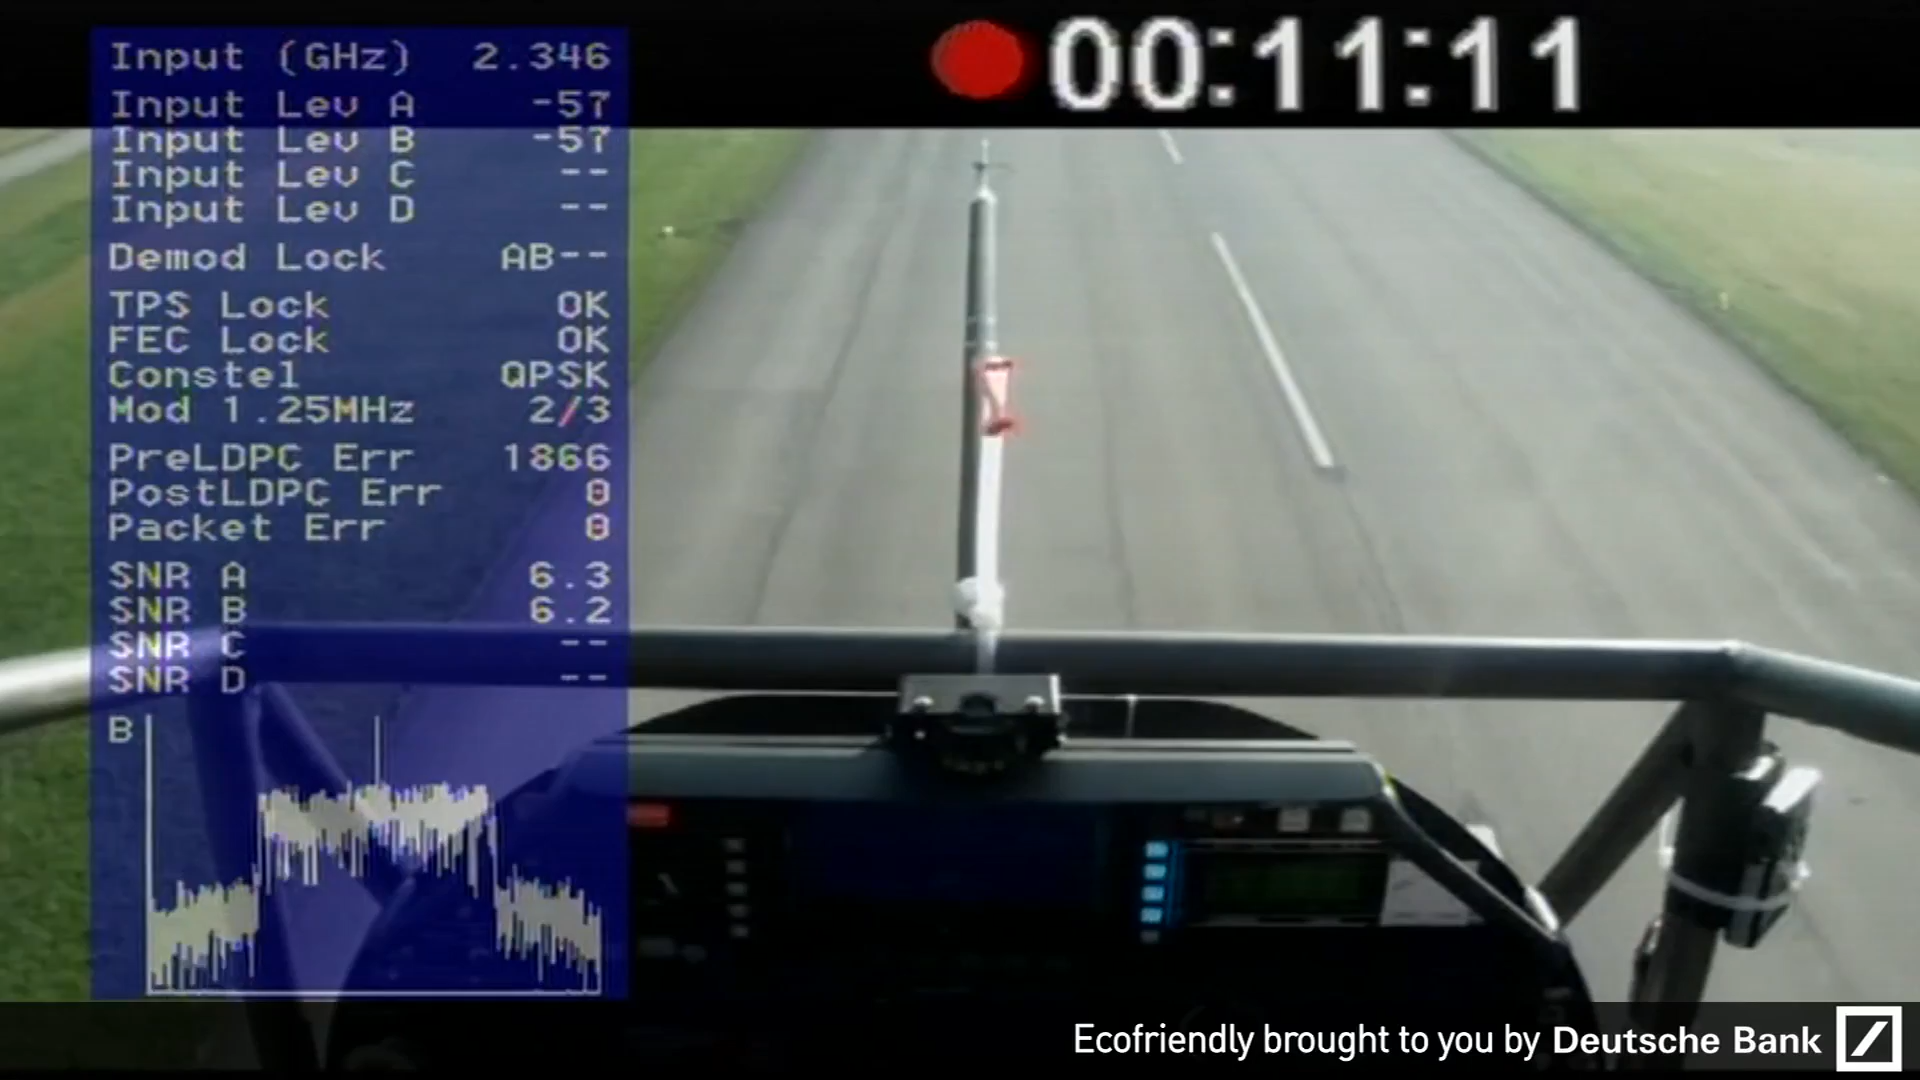 Input (GHz) 2.346
00:11:11
Input Lev A -57
Input Lev B -57
Input Lev C --
Input Lev D --
Demod Lock AB--
TPS Lock OK
FEC Lock OK
Constel QPSK
Mod 1.25MHz 2/3
PreLDPC Err 1866
PostLDPC Err 0
Packet Err 0
SNR A 6.3
SNR B 6.2
SNR C --
SNR D --
B
Ecofriendly brought to you by Deutsche Bank